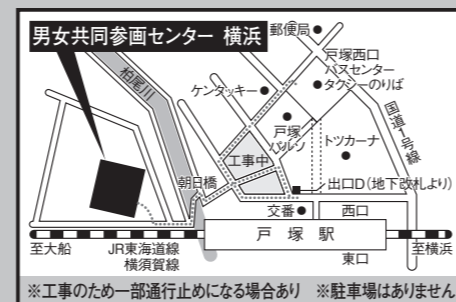 男女共同参画センター 横浜
郵便局
戸塚西口
バスセンター
タクシーのりば
柏尾川
ケンタッキー
国道1号線
戸塚
パルソ
トツカーナ
工事中
朝日橋
出口D(地下改札より)
交番
西口
戸塚駅
至大船
JR東海道線
横須賀線
東口
至横浜
※工事のため一部通行止めになる場合あり ※駐車場はありません